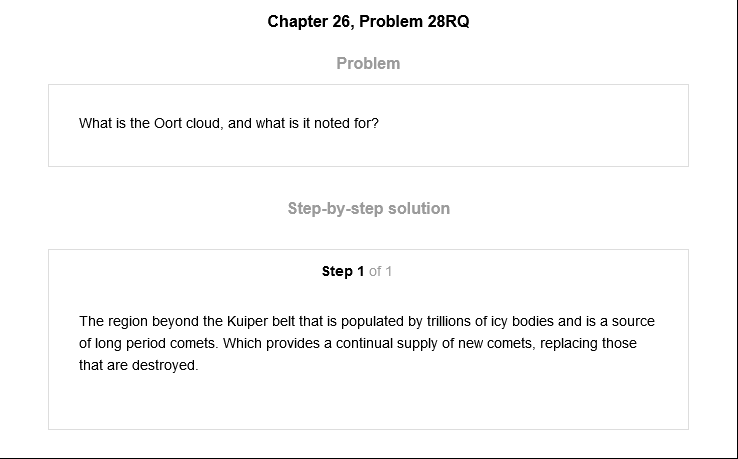 Chapter 26, Problem 28RQ
Problem
What is the Oort cloud, and what is it noted for?
Step-by-step solution
Step 1 of 1
The region beyond the Kuiper belt that is populated by trillions of icy bodies and is a source
of long period comets. Which provides a continual supply of new comets, replacing those
that are destroyed.